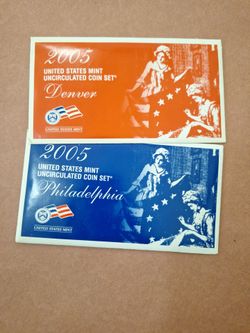 2005
UNITED STATES MINT
UNCIRCULATED COIN SET®
Denver
UNITED STATES MINT
2005
UNITED STATES MINT
UNCIRCULATED COIN SET®
Philadelphia
UNITED STATES MINT